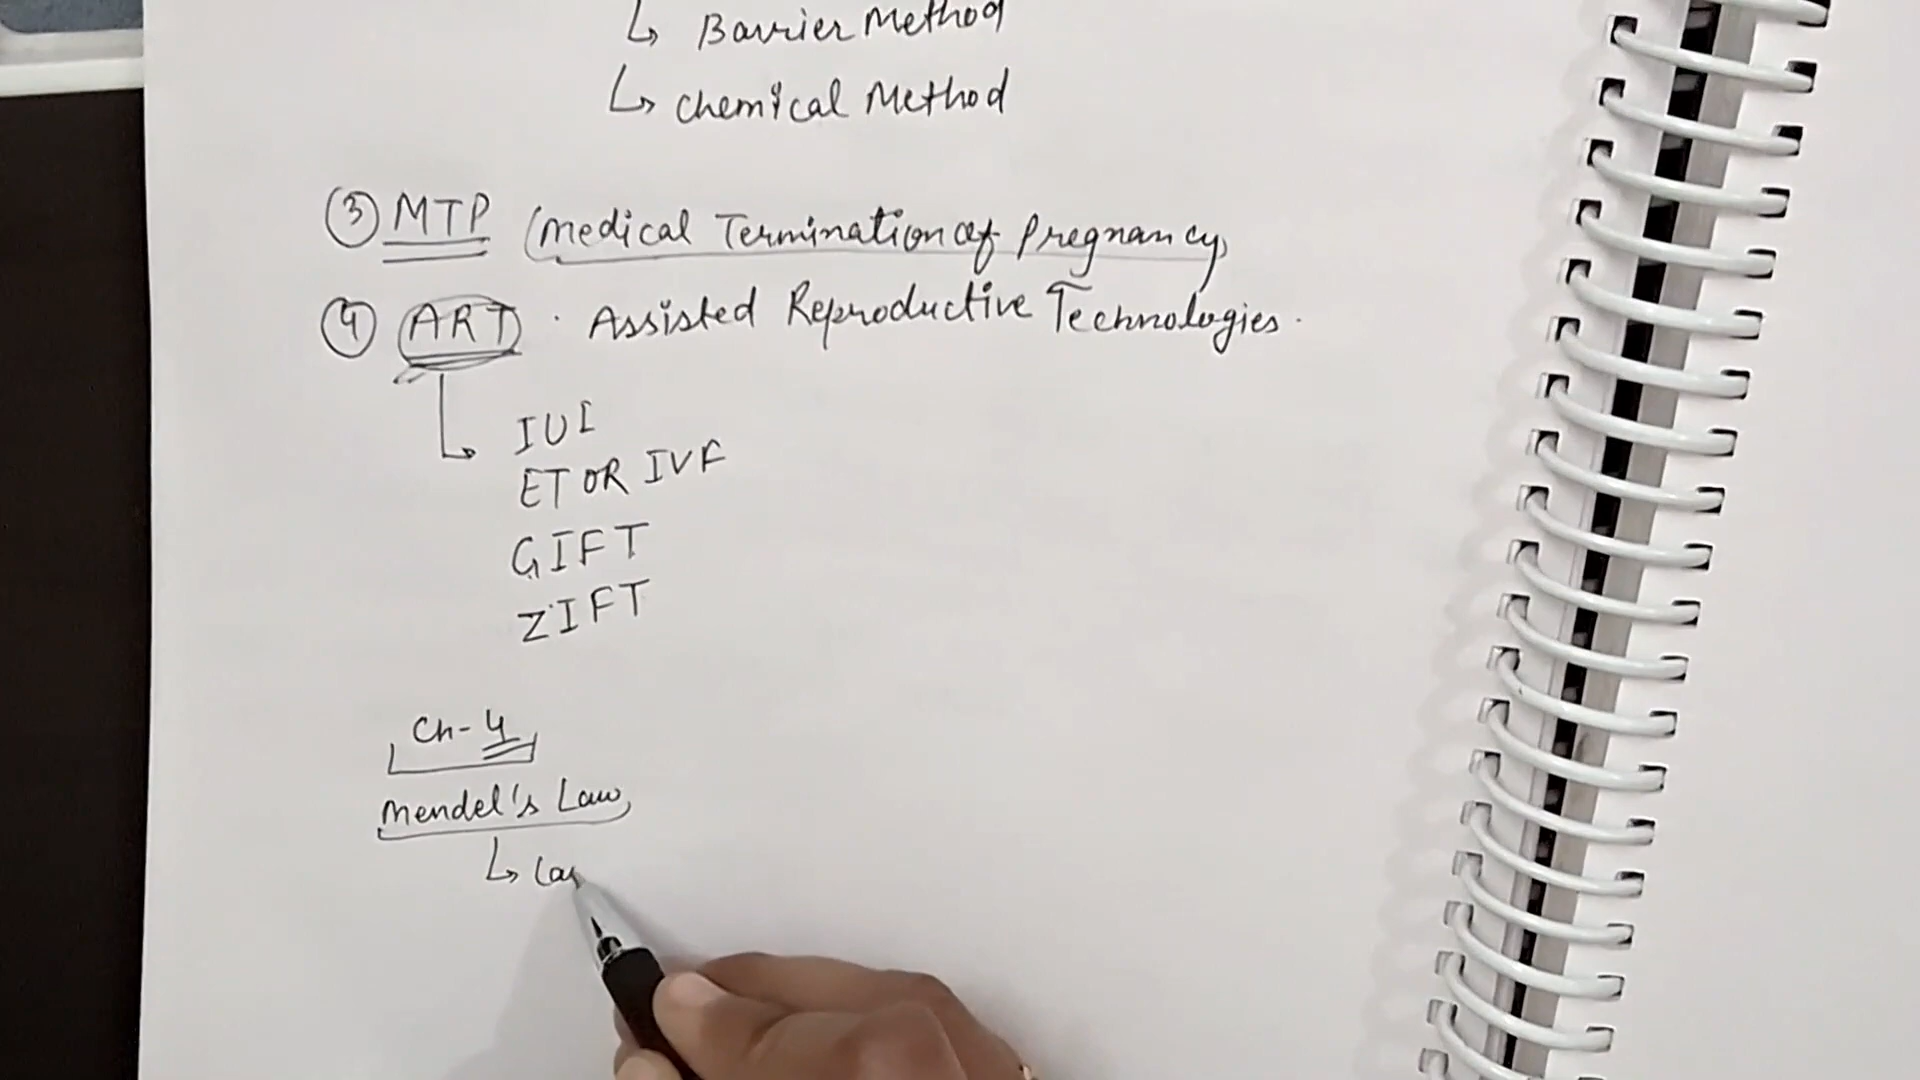 ↳ Barrier Method
↳ Chemical Method
③ MTP (Medical Termination of Pregnancy
④ ART . Assisted Reproductive Technologies .
↳ IUI
ET OR IVF
GIFT
ZIFT
Ch-4
Mendel's Law
↳ La